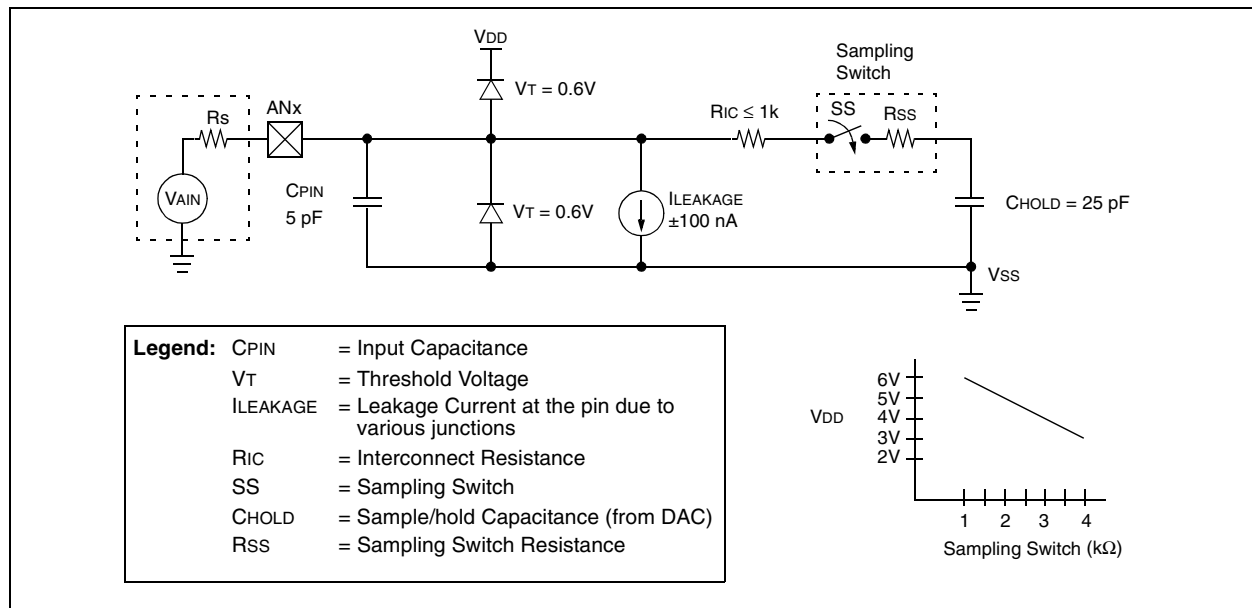 VDD
Sampling
Switch
VT = 0.6V
ANx
RIC ≤ 1k
SS
RSS
Rs
VAIN
CPIN
5 pF
VT = 0.6V
ILEAKAGE
±100 nA
CHOLD = 25 pF
VSS
Legend: CPIN = Input Capacitance
VT = Threshold Voltage
ILEAKAGE = Leakage Current at the pin due to
various junctions
RIC = Interconnect Resistance
SS = Sampling Switch
CHOLD = Sample/hold Capacitance (from DAC)
RSS = Sampling Switch Resistance
6V
5V
VDD
4V
3V
2V
1 2 3 4
Sampling Switch (kΩ)